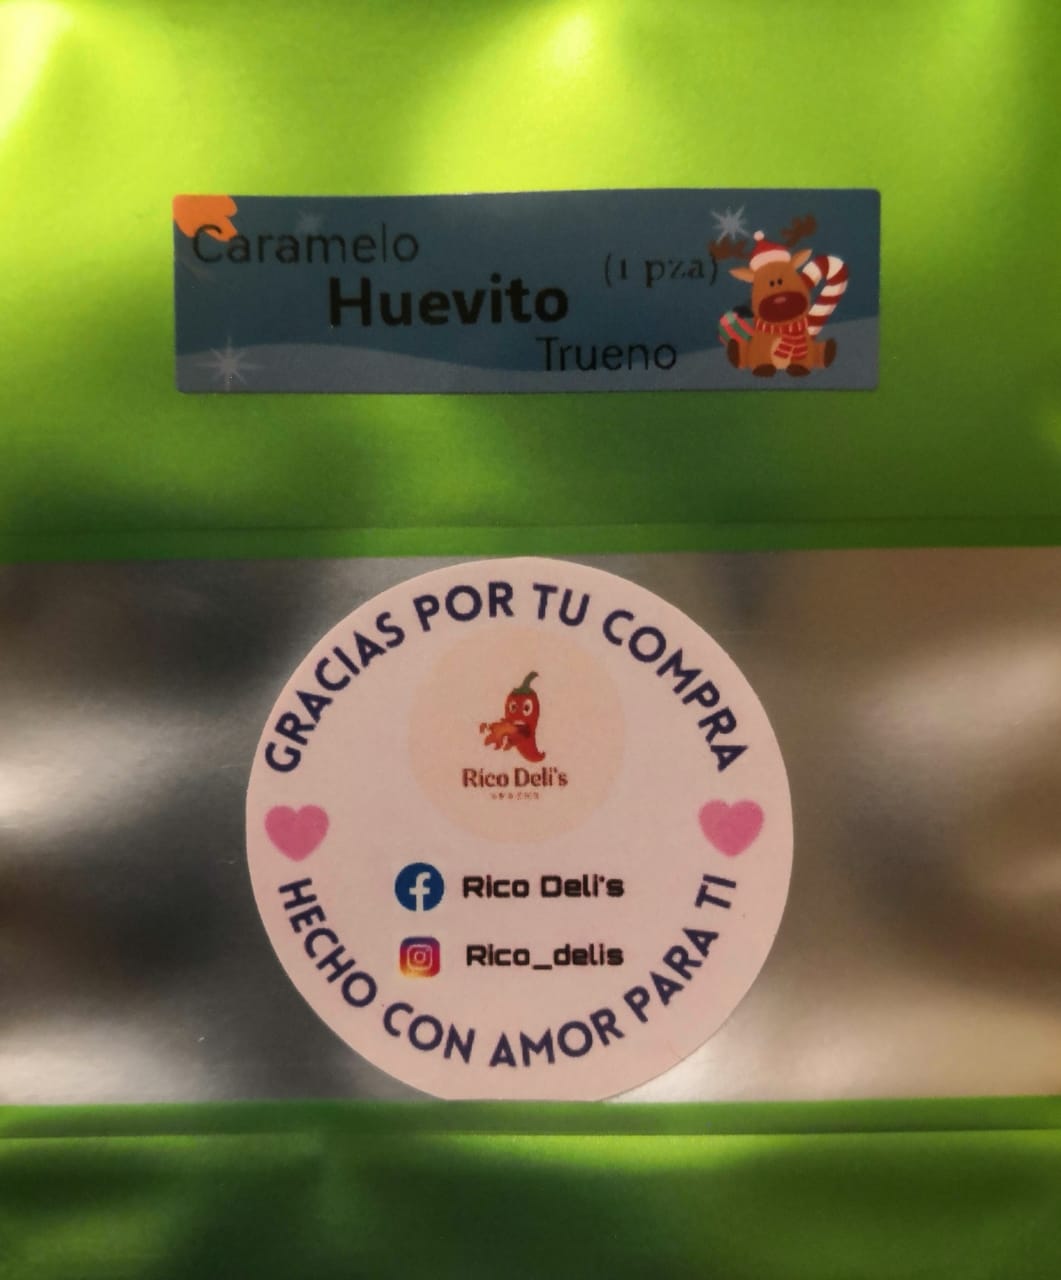 Caramelo
(1 pza)
Huevito
Trueno
GRACIAS POR TU COMPRA
Rico Deli's
SNACKS
Rico Deli's
Rico_delis
HECHO CON AMOR PARA TI